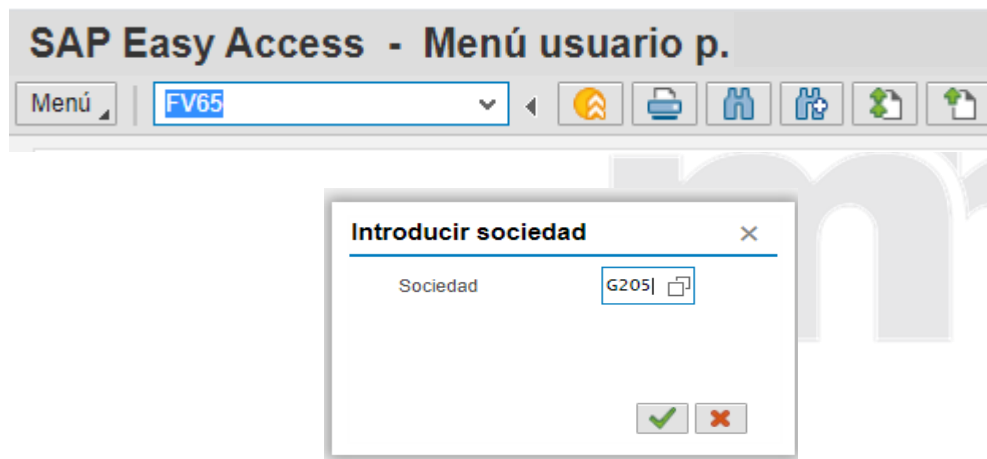 SAP Easy Access - Menú usuario p.
Menú
FV65
Introducir sociedad
Sociedad
G205